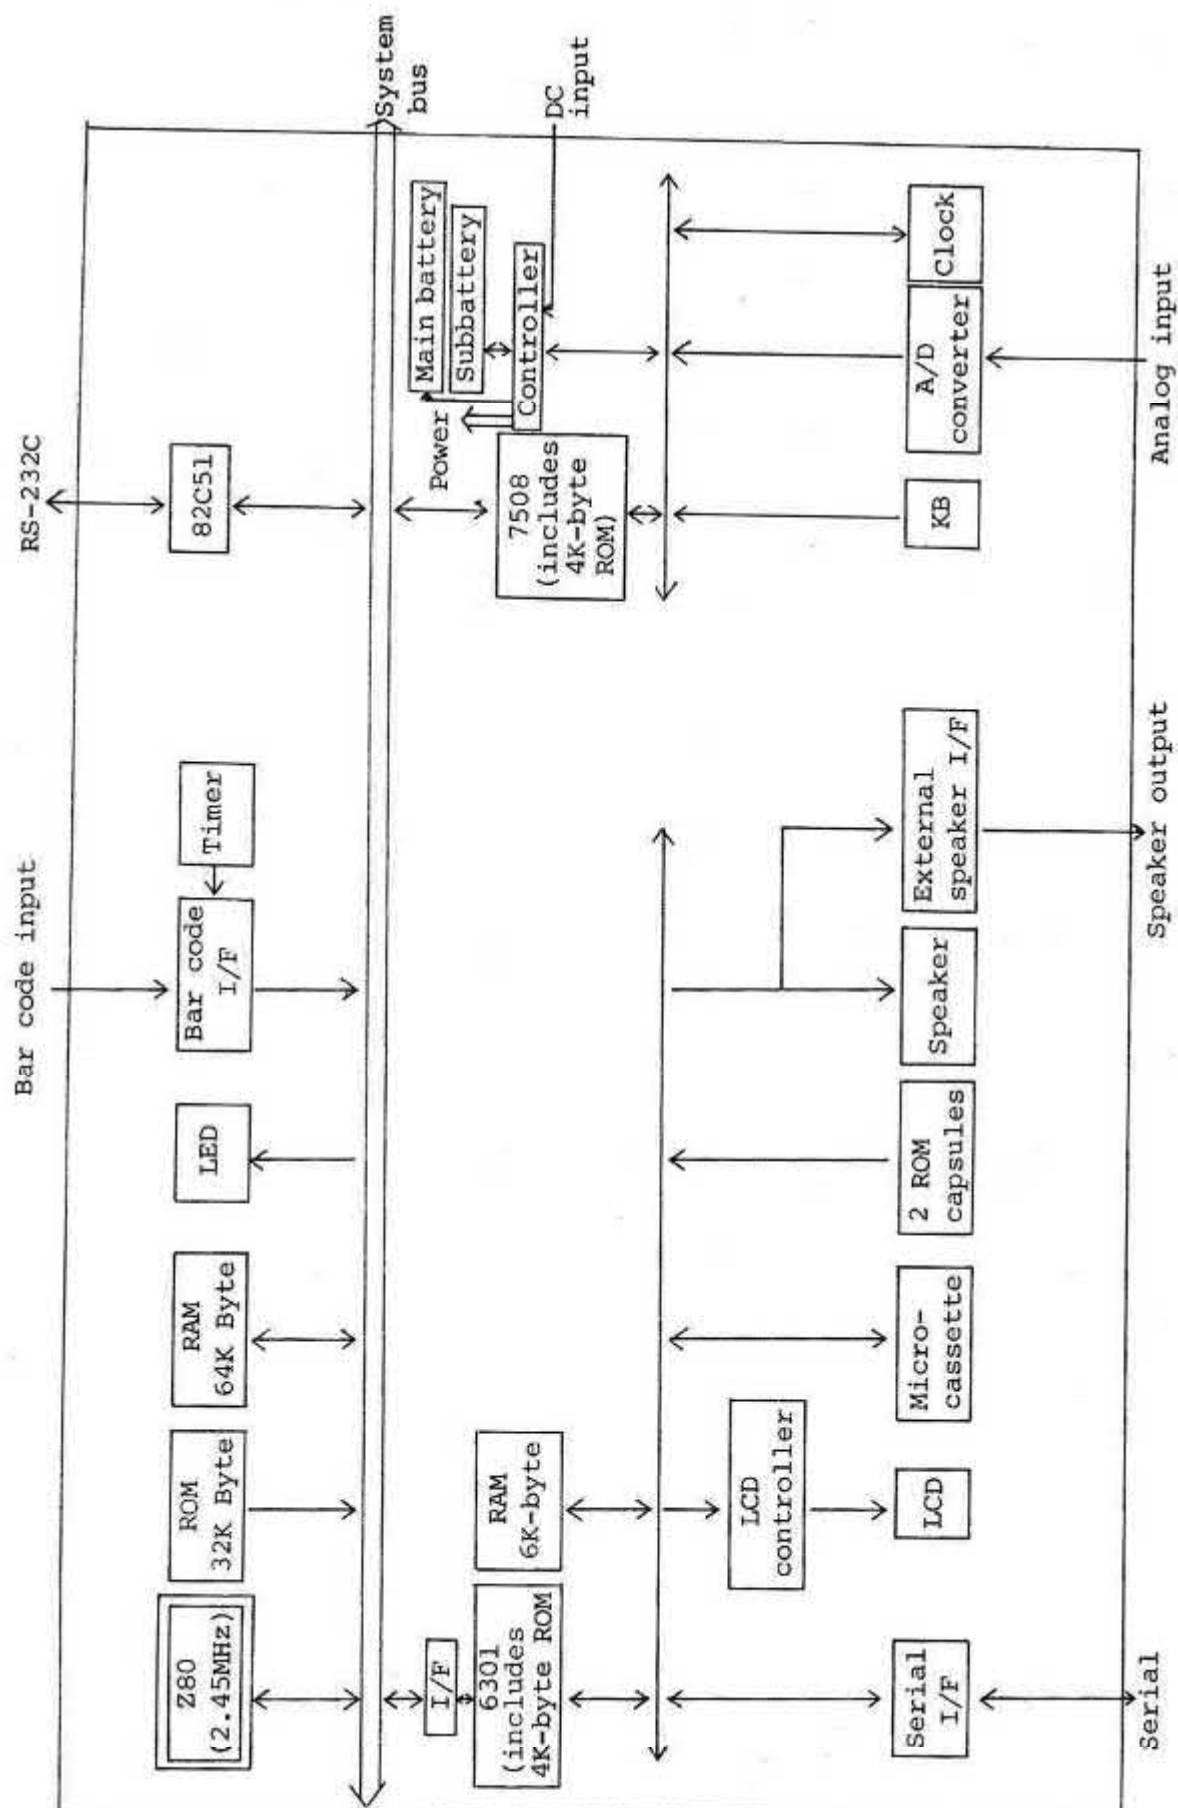 Bar code input
RS-232C
Z80
(2.45MHz)
ROM
32K Byte
RAM
64K Byte
LED
Bar code
I/F
Timer
82C51
System
bus
I/F
6301
(includes
4K-byte ROM
RAM
6K-byte
Power
7508
(includes
4K-byte
ROM)
Main battery
Subbattery
Controller
DC
input
LCD
controller
Serial
I/F
LCD
Micro-
cassette
2 ROM
capsules
Speaker
External
speaker I/F
KB
A/D
converter
Clock
Serial
Speaker output
Analog input